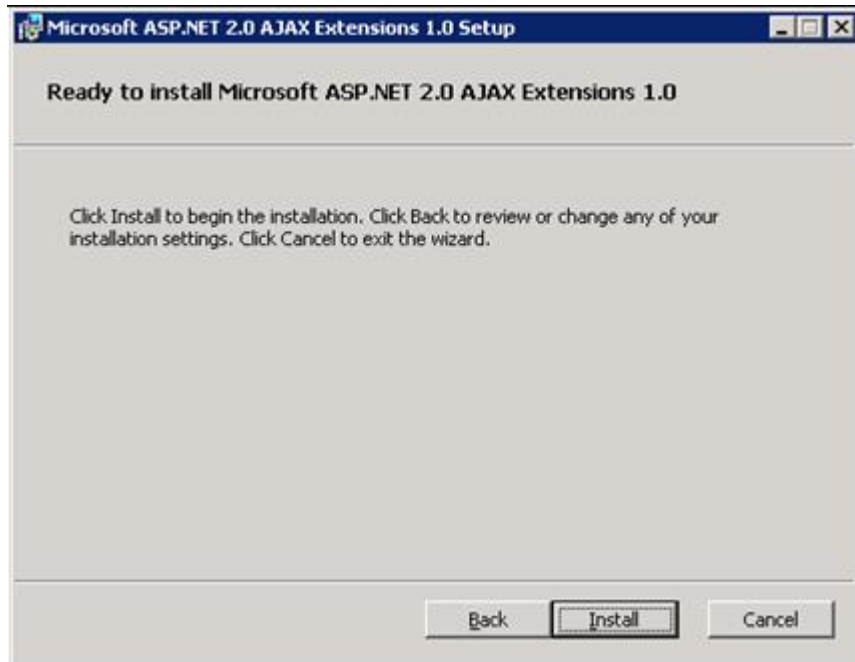 Microsoft ASP.NET 2.0 AJAX Extensions 1.0 Setup
Ready to install Microsoft ASP.NET 2.0 AJAX Extensions 1.0
Click Install to begin the installation. Click Back to review or change any of your
installation settings. Click Cancel to exit the wizard.
Back Install Cancel